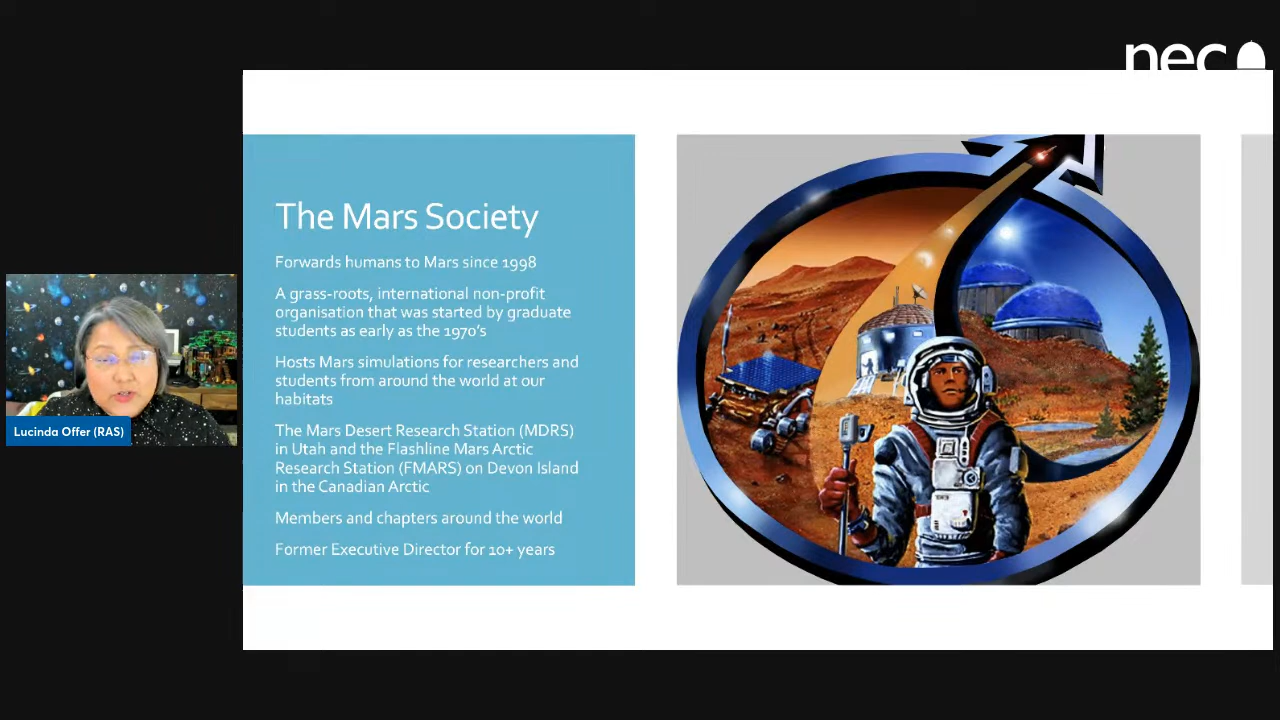 nec
The Mars Society
Forwards humans to Mars since 1998
A grass-roots, international non-profit
organisation that was started by graduate
students as early as the 1970's
Hosts Mars simulations for researchers and
students from around the world at our
habitats
The Mars Desert Research Station (MDRS)
in Utah and the Flashline Mars Arctic
Research Station (FMARS) on Devon Island
in the Canadian Arctic
Members and chapters around the world
Former Executive Director for 10+ years
Lucinda Offer (RAS)